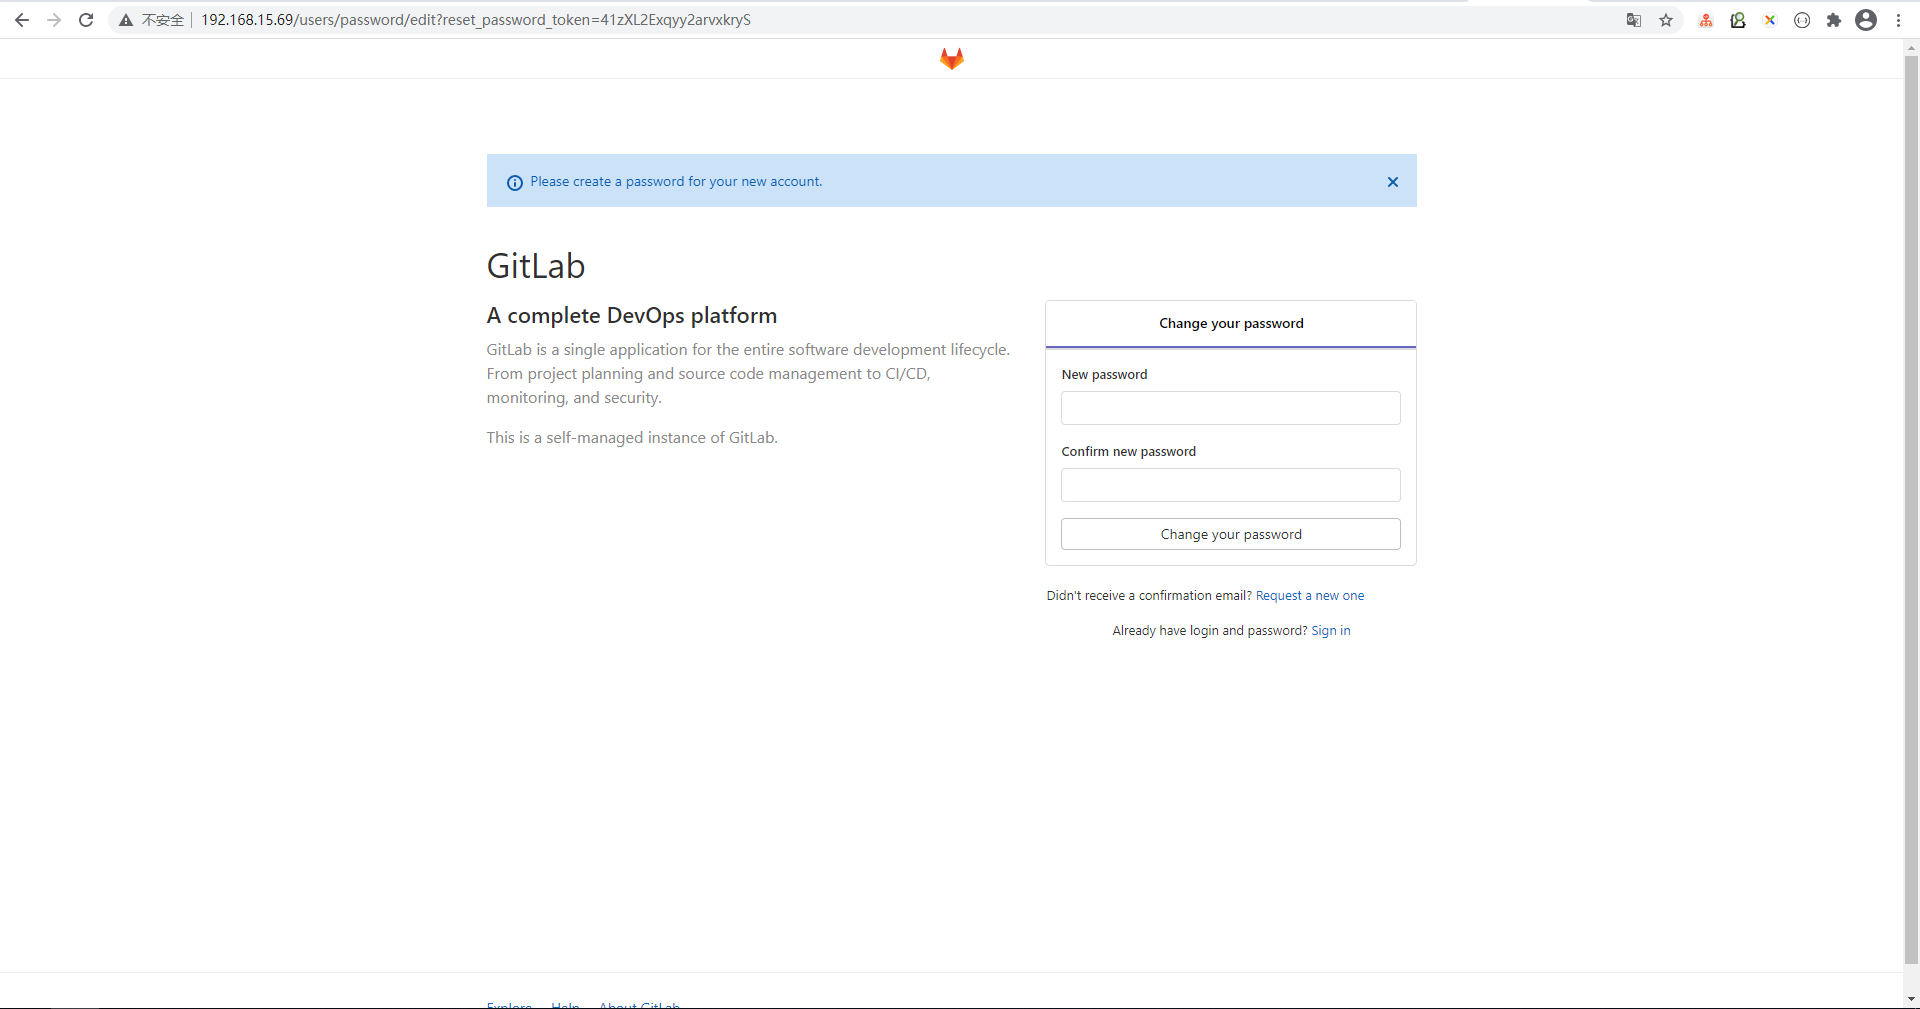 不安全 192.168.15.69/users/password/edit?reset_password_token=41zXL2Exqyy2arvxkryS
Please create a password for your new account.
GitLab
A complete DevOps platform
GitLab is a single application for the entire software development lifecycle.
From project planning and source code management to CI/CD,
monitoring, and security.
This is a self-managed instance of GitLab.
Change your password
New password
Confirm new password
Change your password
Didn't receive a confirmation email? Request a new one
Already have login and password? Sign in
Explore Help About GitLab